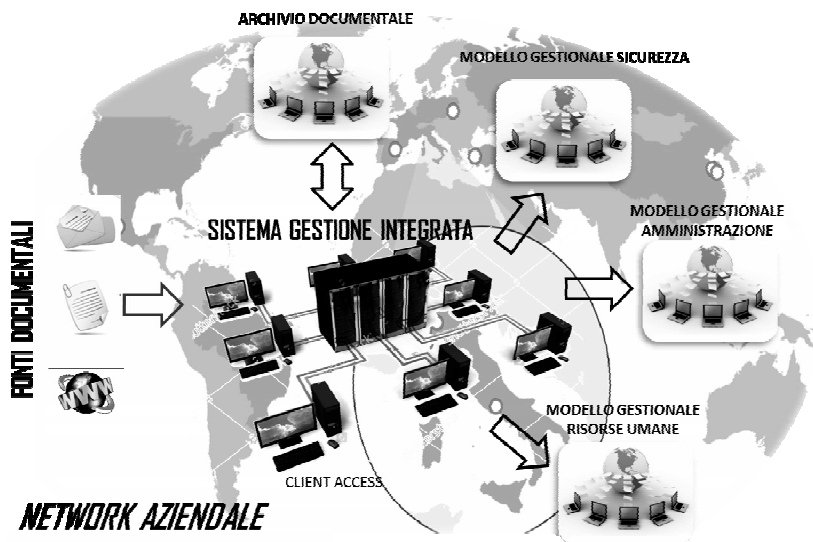 ARCHIVIO DOCUMENTALE
MODELLO GESTIONALE SICUREZZA
MODELLO GESTIONALE
AMMINISTRAZIONE
SISTEMA GESTIONE INTEGRATA
FONTI DOCUMENTALI
WWW
MODELLO GESTIONALE
RISORSE UMANE
CLIENT ACCESS
NETWORK AZIENDALE